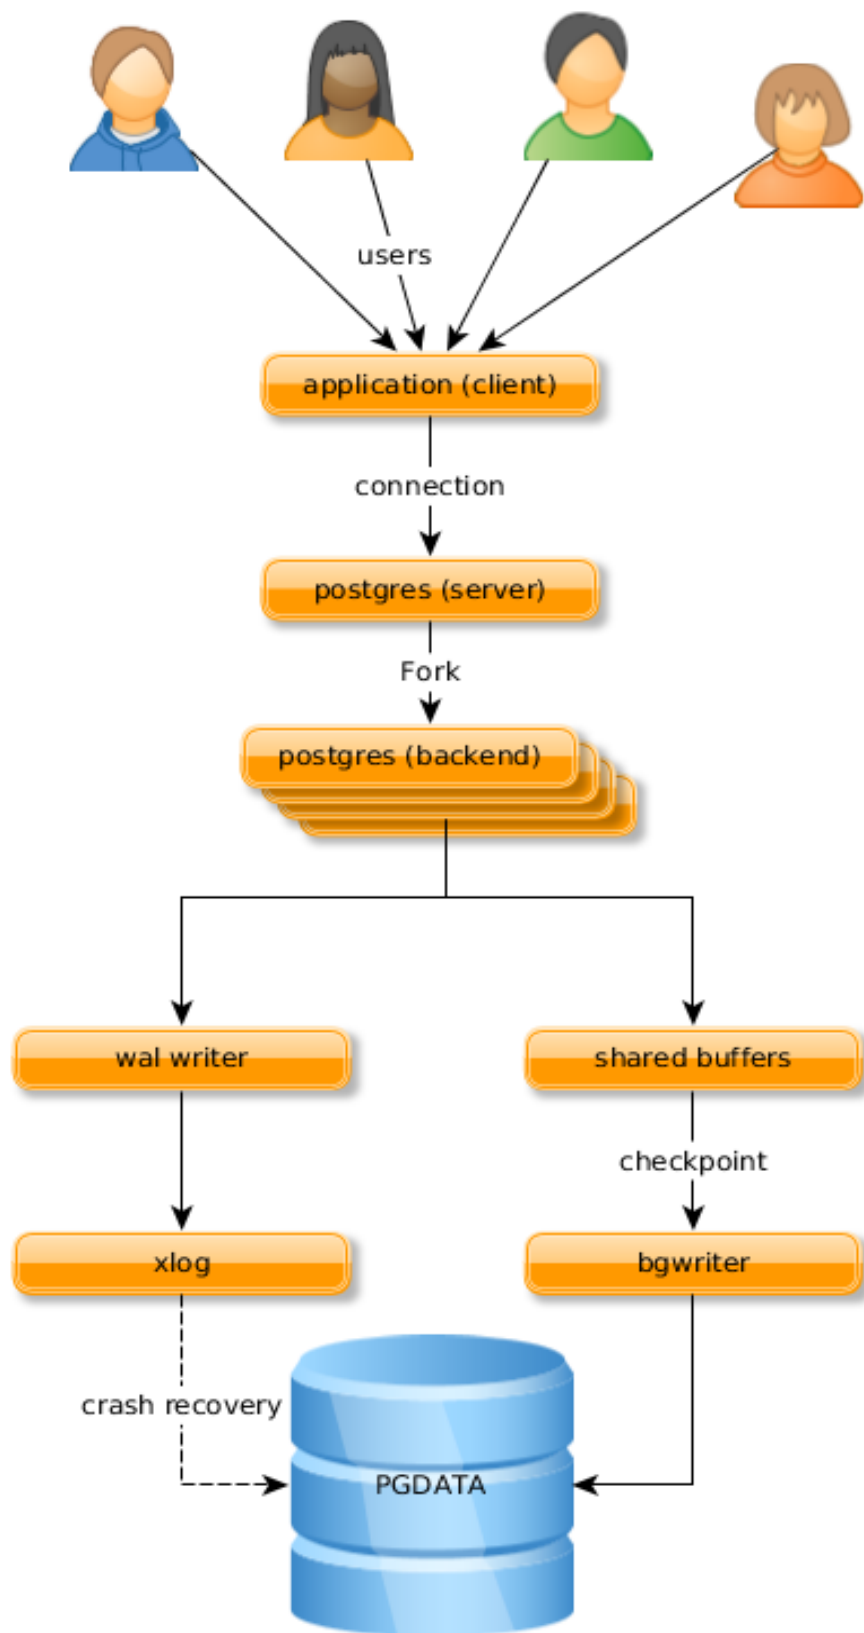 users
application (client)
connection
postgres (server)
Fork
postgres (backend)
wal writer
shared buffers
checkpoint
xlog
bgwriter
crash recovery
PGDATA